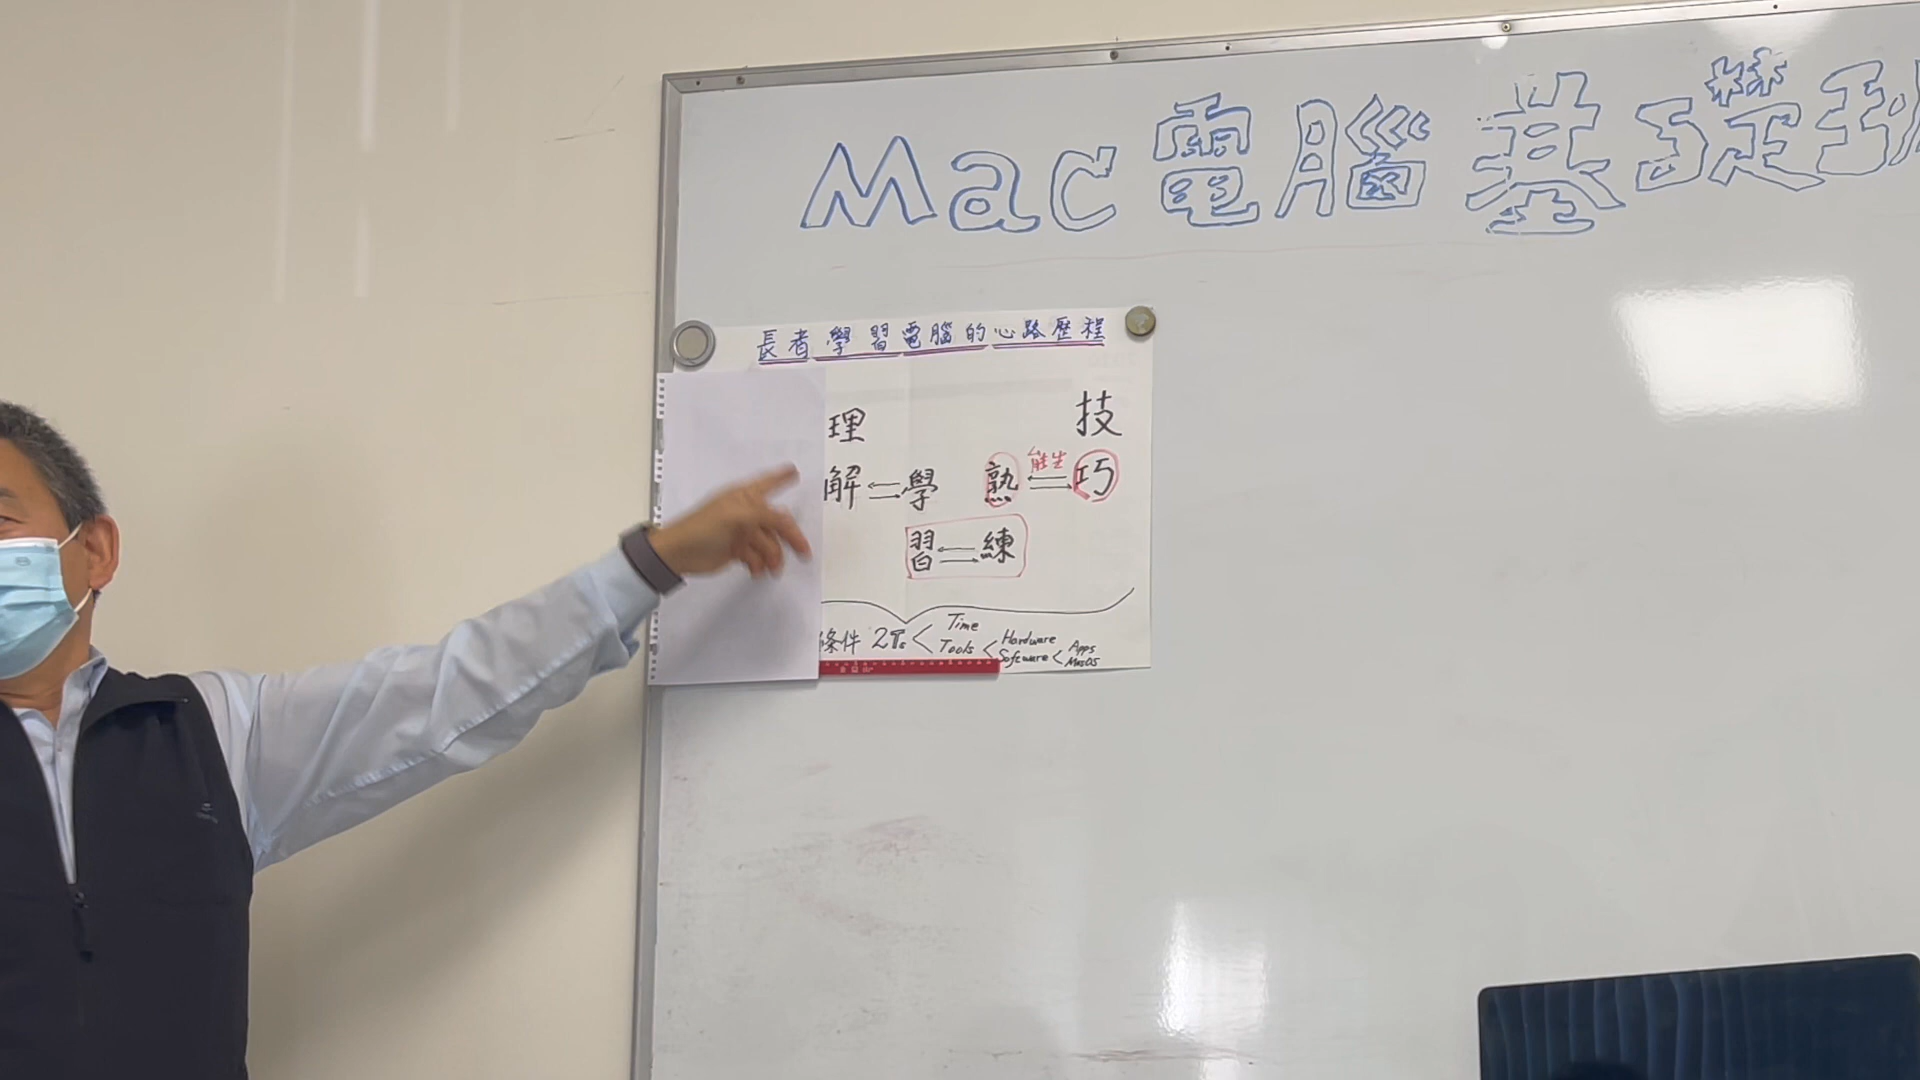 Mac電腦基礎班
長者學習電腦的心路歷程
理 技
解 學 熟 能生 巧
習 練
條件 2Ts < Time
Tools < Hardware
Software < Apps
MacOS